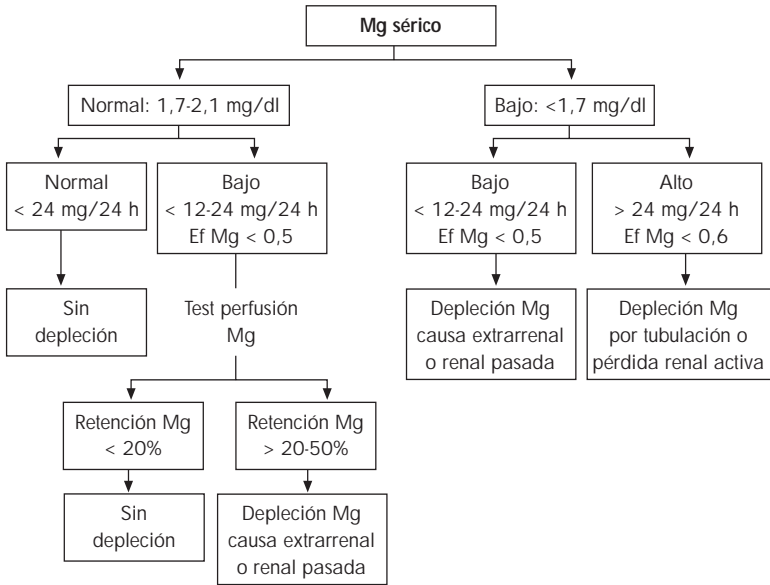 Mg sérico
Normal: 1,7-2,1 mg/dl
Bajo: <1,7 mg/dl
Normal
< 24 mg/24 h
Bajo
< 12-24 mg/24 h
Ef Mg < 0,5
Bajo
< 12-24 mg/24 h
Ef Mg < 0,5
Alto
> 24 mg/24 h
Ef Mg < 0,6
Sin
depleción
Test perfusión
Mg
Depleción Mg
causa extrarrenal
o renal pasada
Depleción Mg
por tubulación o
pérdida renal activa
Retención Mg
< 20%
Retención Mg
> 20-50%
Sin
depleción
Depleción Mg
causa extrarrenal
o renal pasada